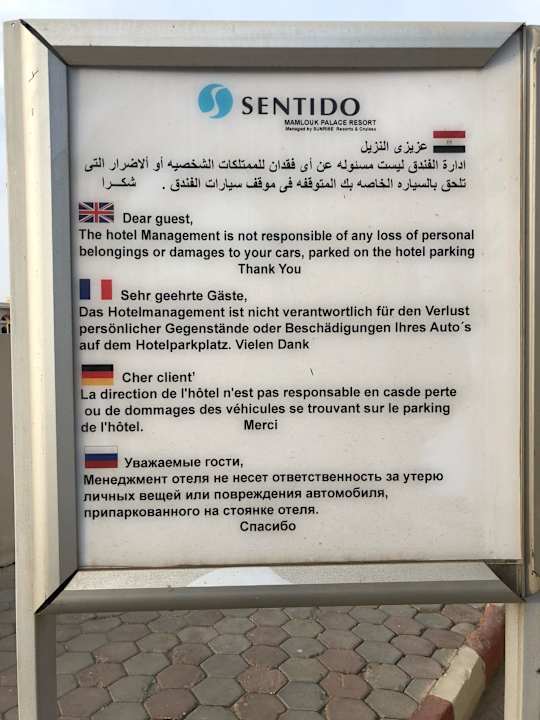 SENTIDO
MAMLOUK PALACE RESORT
Managed by SUNRISE Resorts & Cruises
عزيزى النزيل
ادارة الفندق ليست مسئوله عن أى فقدان للممتلكات الشخصيه أو ألاضرار التى
تلحق بالسياره الخاصه بك المتوقفه فى موقف سيارات الفندق . شكرا
Dear guest,
The hotel Management is not responsible of any loss of personal
belongings or damages to your cars, parked on the hotel parking
Thank You
Sehr geehrte Gäste,
Das Hotelmanagement ist nicht verantwortlich für den Verlust
persönlicher Gegenstände oder Beschädigungen Ihres Auto´s
auf dem Hotelparkplatz. Vielen Dank
Cher client’
La direction de l'hôtel n'est pas responsable en casde perte
ou de dommages des véhicules se trouvant sur le parking
de l'hôtel. Merci
Уважаемые гости,
Менеджмент отеля не несет ответственность за утерю
личных вещей или повреждения автомобиля,
припаркованного на стоянке отеля.
Спасибо